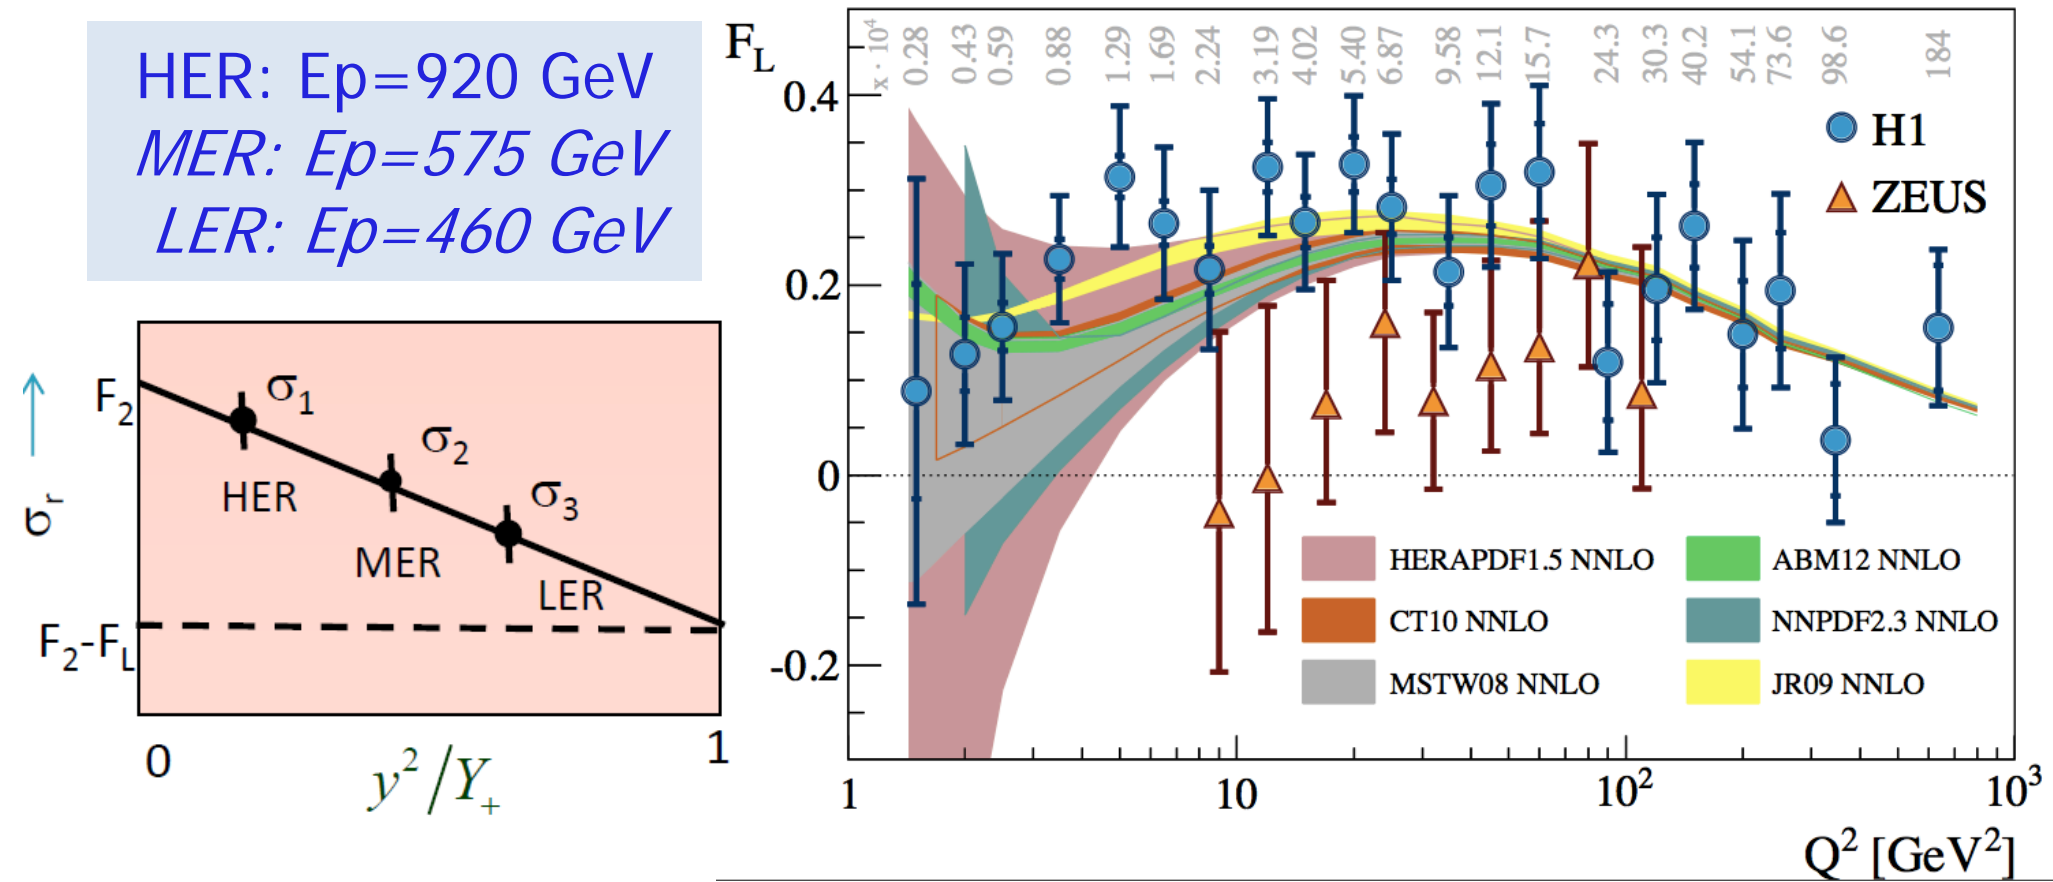 HER: Ep=920 GeV
MER: Ep=575 GeV
LER: Ep=460 GeV
F₂
σ₁
σ₂
σ₃
HER
MER
LER
σᵣ
F₂-F_L
0
1
y²/Y₊
F_L
x · 10⁴
0.28
0.43
0.59
0.88
1.29
1.69
2.24
3.19
4.02
5.40
6.87
9.58
12.1
15.7
24.3
30.3
40.2
54.1
73.6
98.6
184
0.4
0.2
0
-0.2
H1
ZEUS
HERAPDF1.5 NNLO
CT10 NNLO
MSTW08 NNLO
ABM12 NNLO
NNPDF2.3 NNLO
JR09 NNLO
1
10
10²
10³
Q² [GeV²]